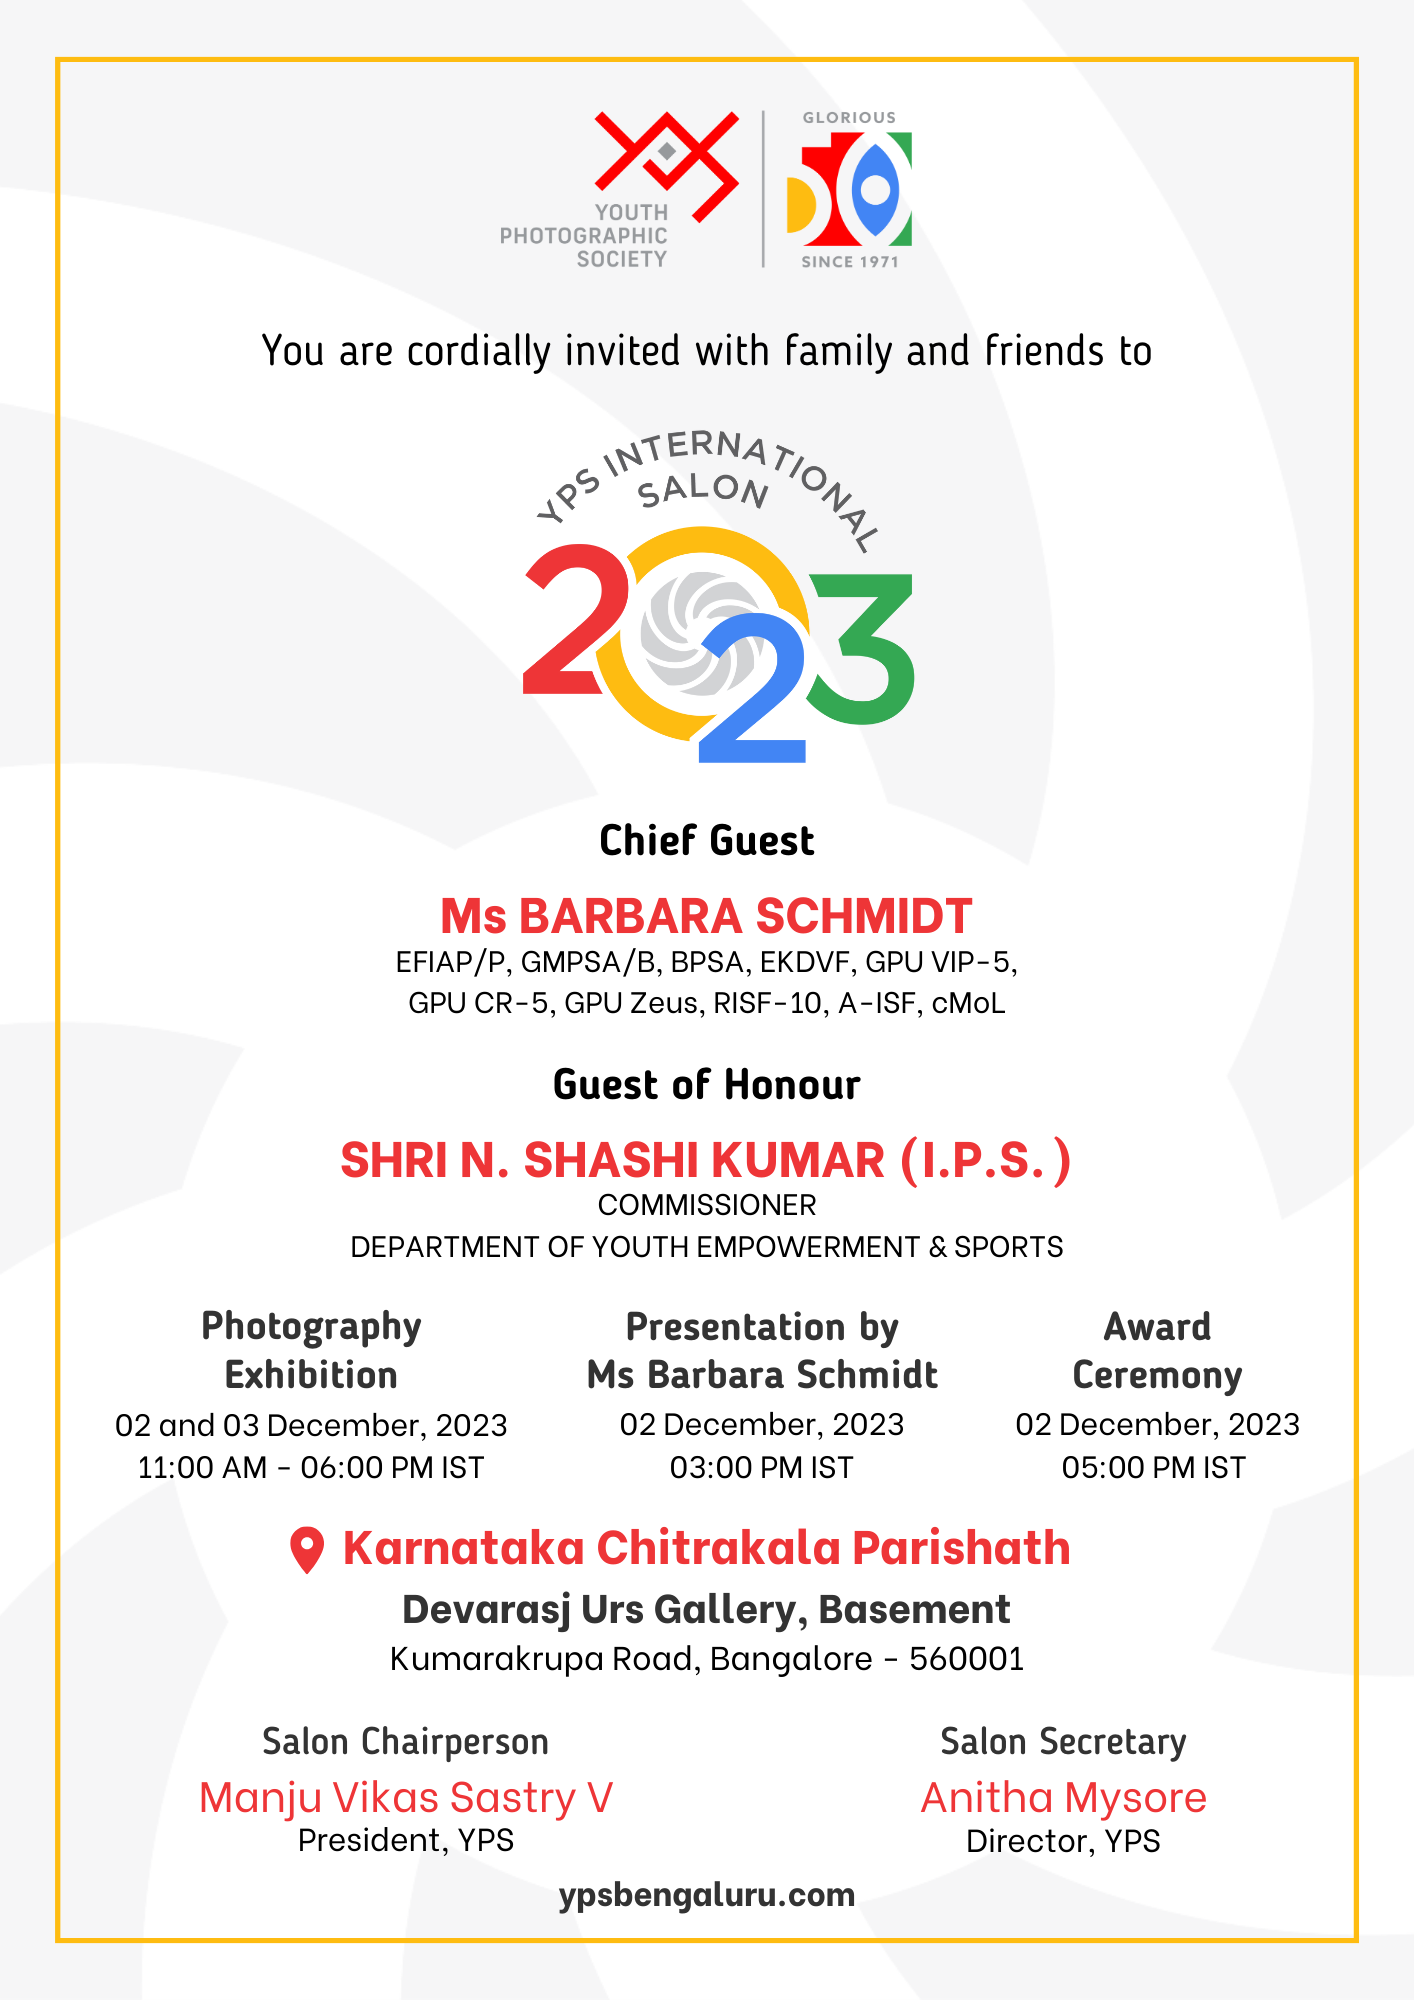 YOUTH
PHOTOGRAPHIC
SOCIETY
GLORIOUS
50
SINCE 1971
You are cordially invited with family and friends to
YPS INTERNATIONAL
SALON
2023
Chief Guest
Ms BARBARA SCHMIDT
EFIAP/P, GMPSA/B, BPSA, EKDVF, GPU VIP-5,
GPU CR-5, GPU Zeus, RISF-10, A-ISF, cMoL
Guest of Honour
SHRI N. SHASHI KUMAR (I.P.S.)
COMMISSIONER
DEPARTMENT OF YOUTH EMPOWERMENT & SPORTS
Photography
Exhibition
02 and 03 December, 2023
11:00 AM - 06:00 PM IST
Presentation by
Ms Barbara Schmidt
02 December, 2023
03:00 PM IST
Award
Ceremony
02 December, 2023
05:00 PM IST
Karnataka Chitrakala Parishath
Devarasj Urs Gallery, Basement
Kumarakrupa Road, Bangalore - 560001
Salon Chairperson
Manju Vikas Sastry V
President, YPS
Salon Secretary
Anitha Mysore
Director, YPS
ypsbengaluru.com